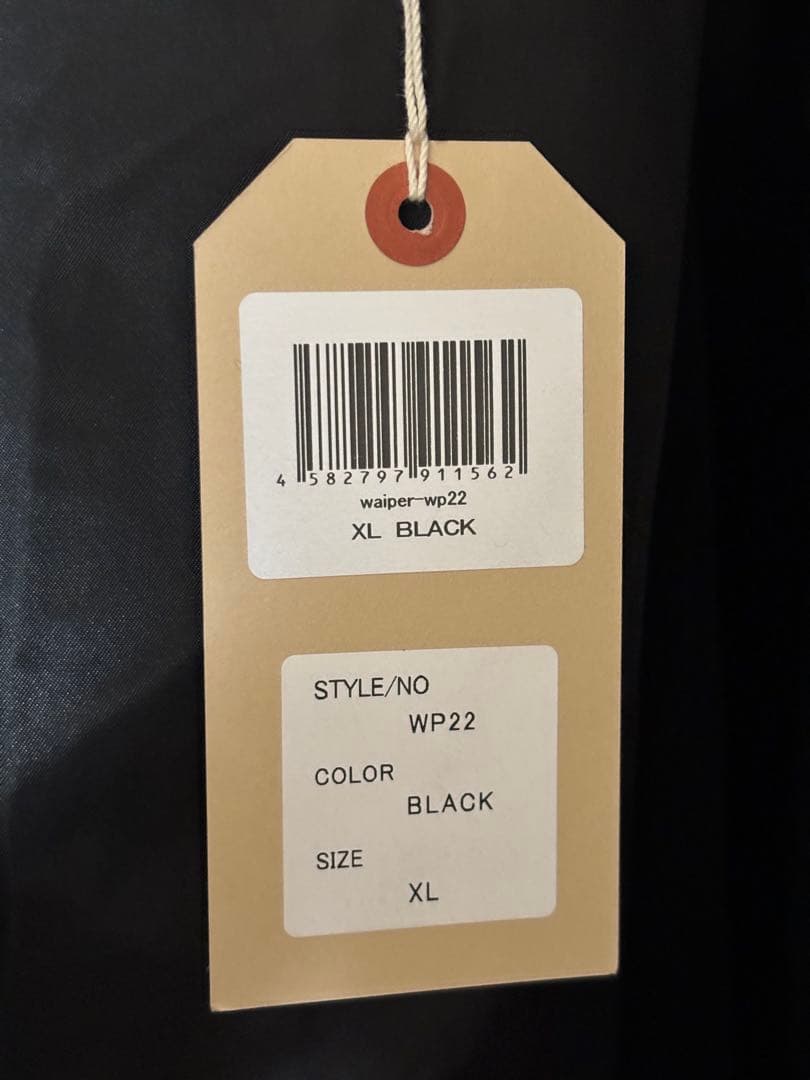 4 582797 911562
waiper-wp22
XL BLACK
STYLE/NO
WP22
COLOR
BLACK
SIZE
XL